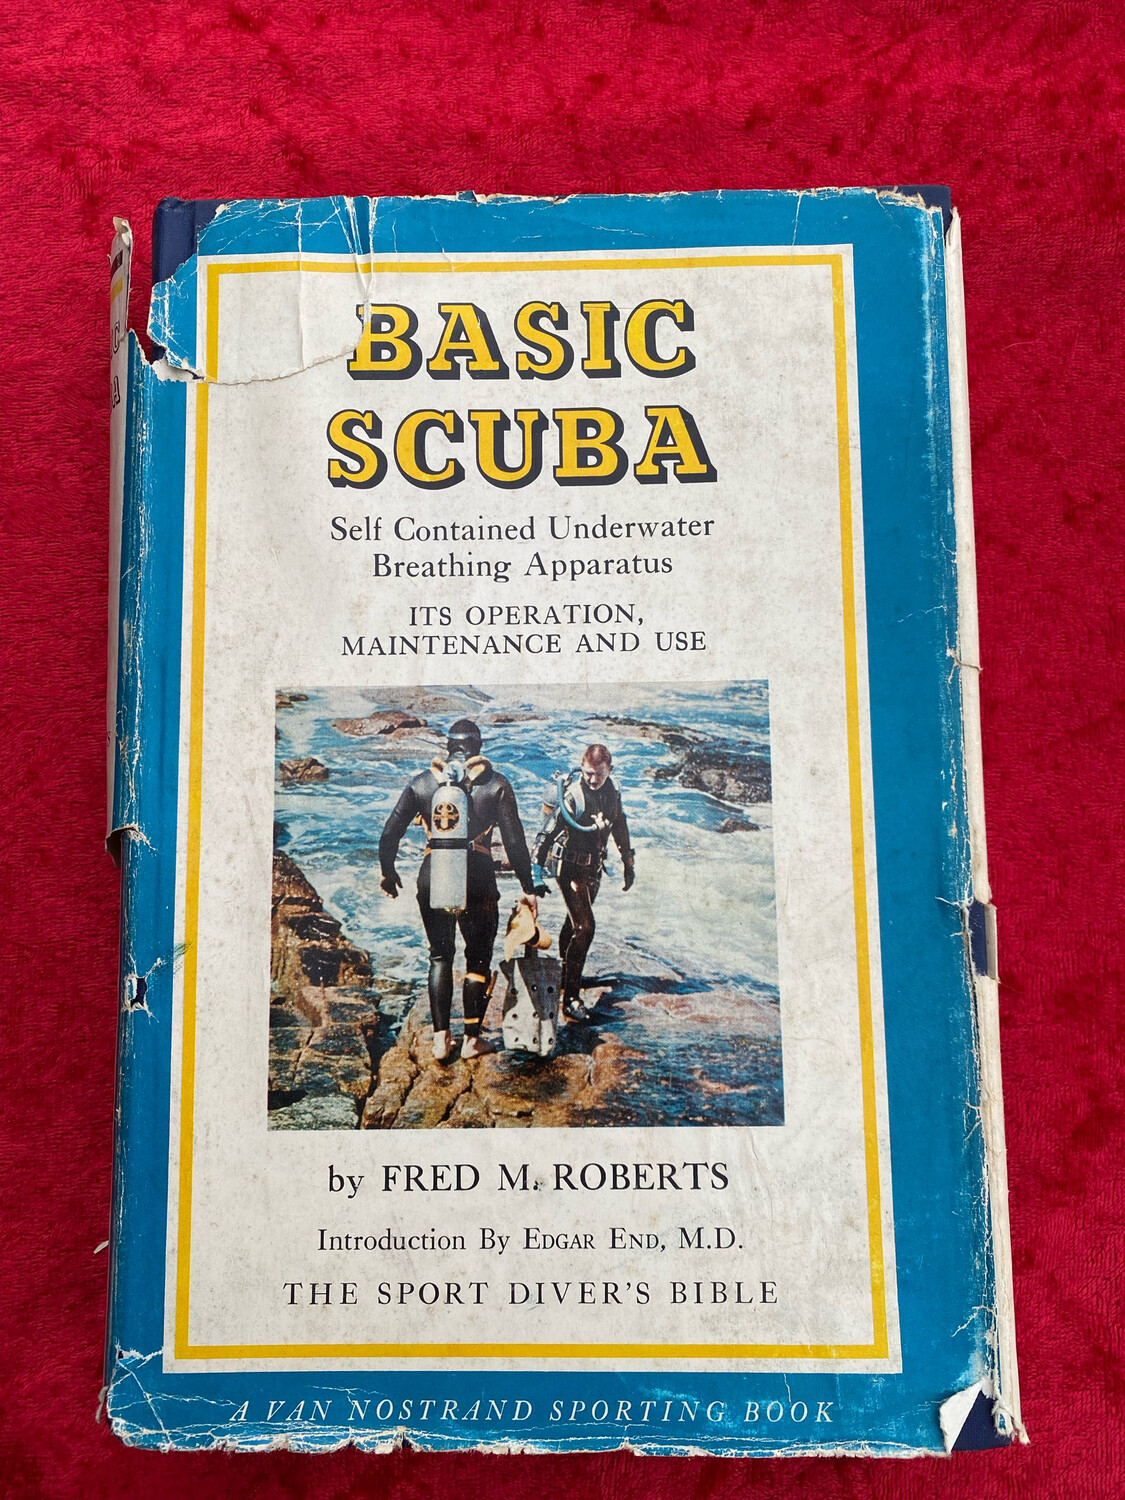 BASIC
SCUBA
Self Contained Underwater
Breathing Apparatus
ITS OPERATION,
MAINTENANCE AND USE
by FRED M. ROBERTS
Introduction By EDGAR END, M.D.
THE SPORT DIVER'S BIBLE
A VAN NOSTRAND SPORTING BOOK